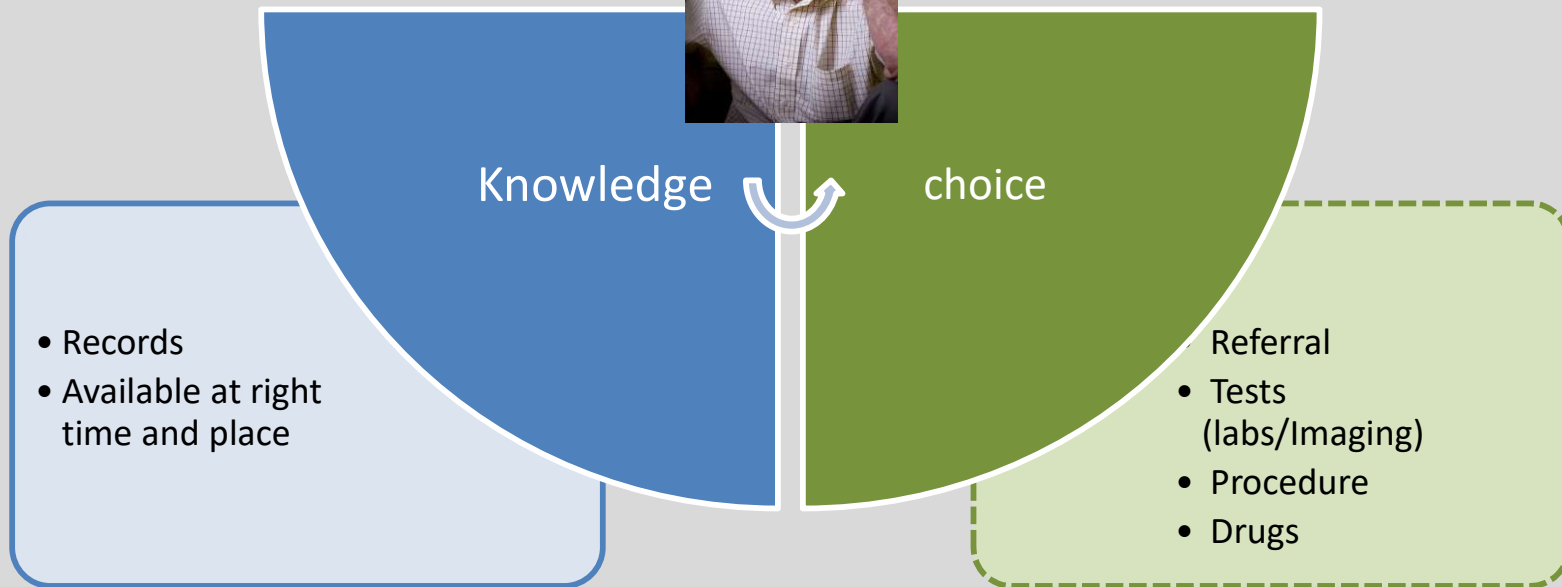 Knowledge
choice
• Records
• Available at right
time and place
• Referral
• Tests
(labs/Imaging)
• Procedure
• Drugs